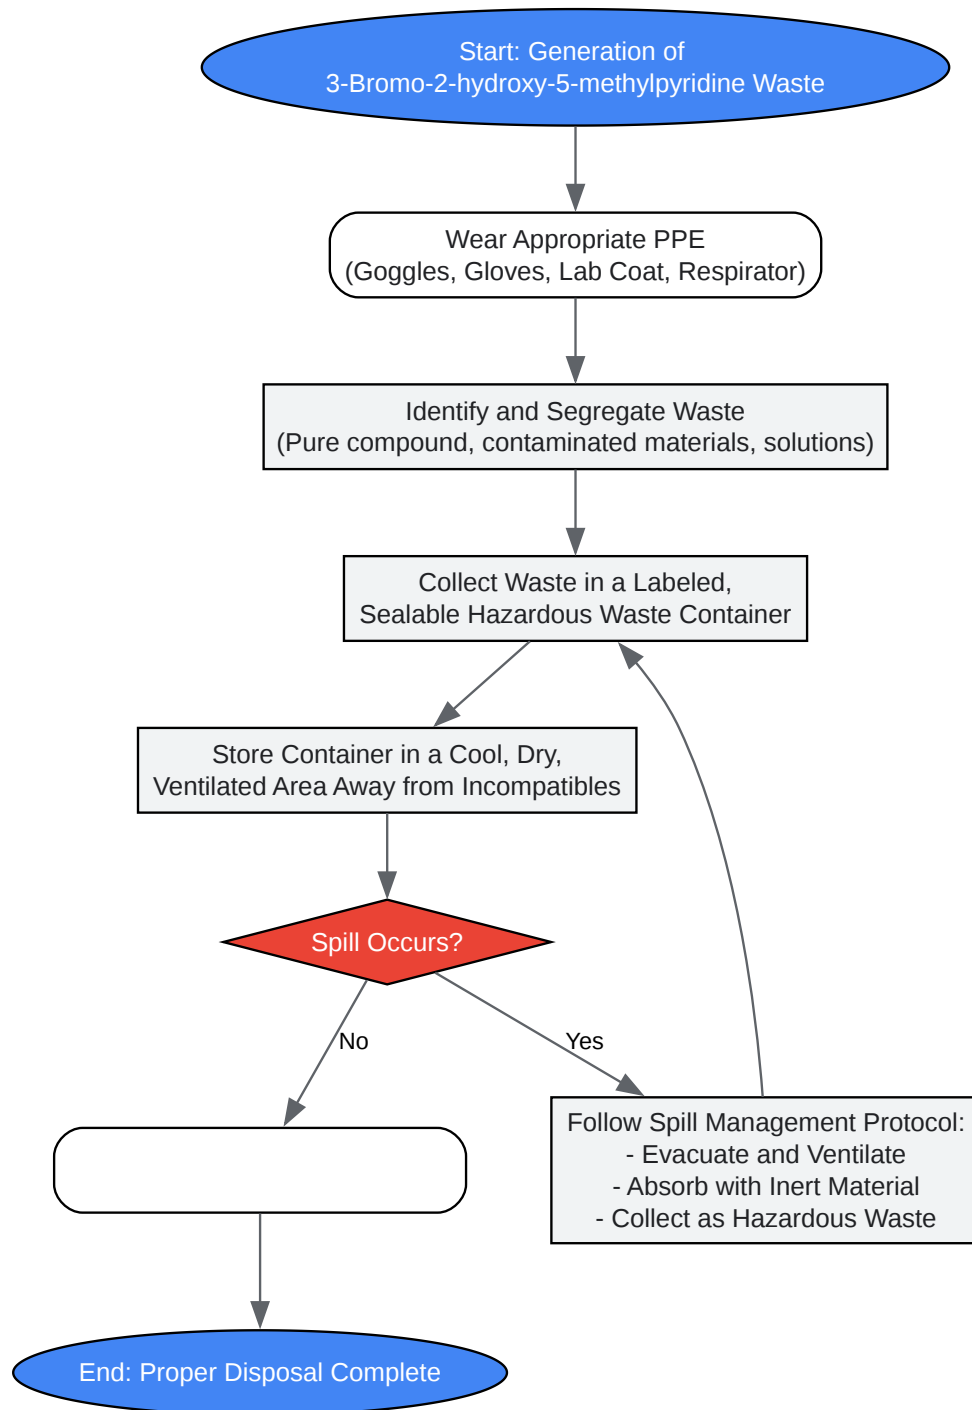 Start: Generation of
3-Bromo-2-hydroxy-5-methylpyridine Waste
Wear Appropriate PPE
(Goggles, Gloves, Lab Coat, Respirator)
Identify and Segregate Waste
(Pure compound, contaminated materials, solutions)
Collect Waste in a Labeled,
Sealable Hazardous Waste Container
Store Container in a Cool, Dry,
Ventilated Area Away from Incompatibles
Spill Occurs?
No
Yes
Follow Spill Management Protocol:
- Evacuate and Ventilate
- Absorb with Inert Material
- Collect as Hazardous Waste
End: Proper Disposal Complete